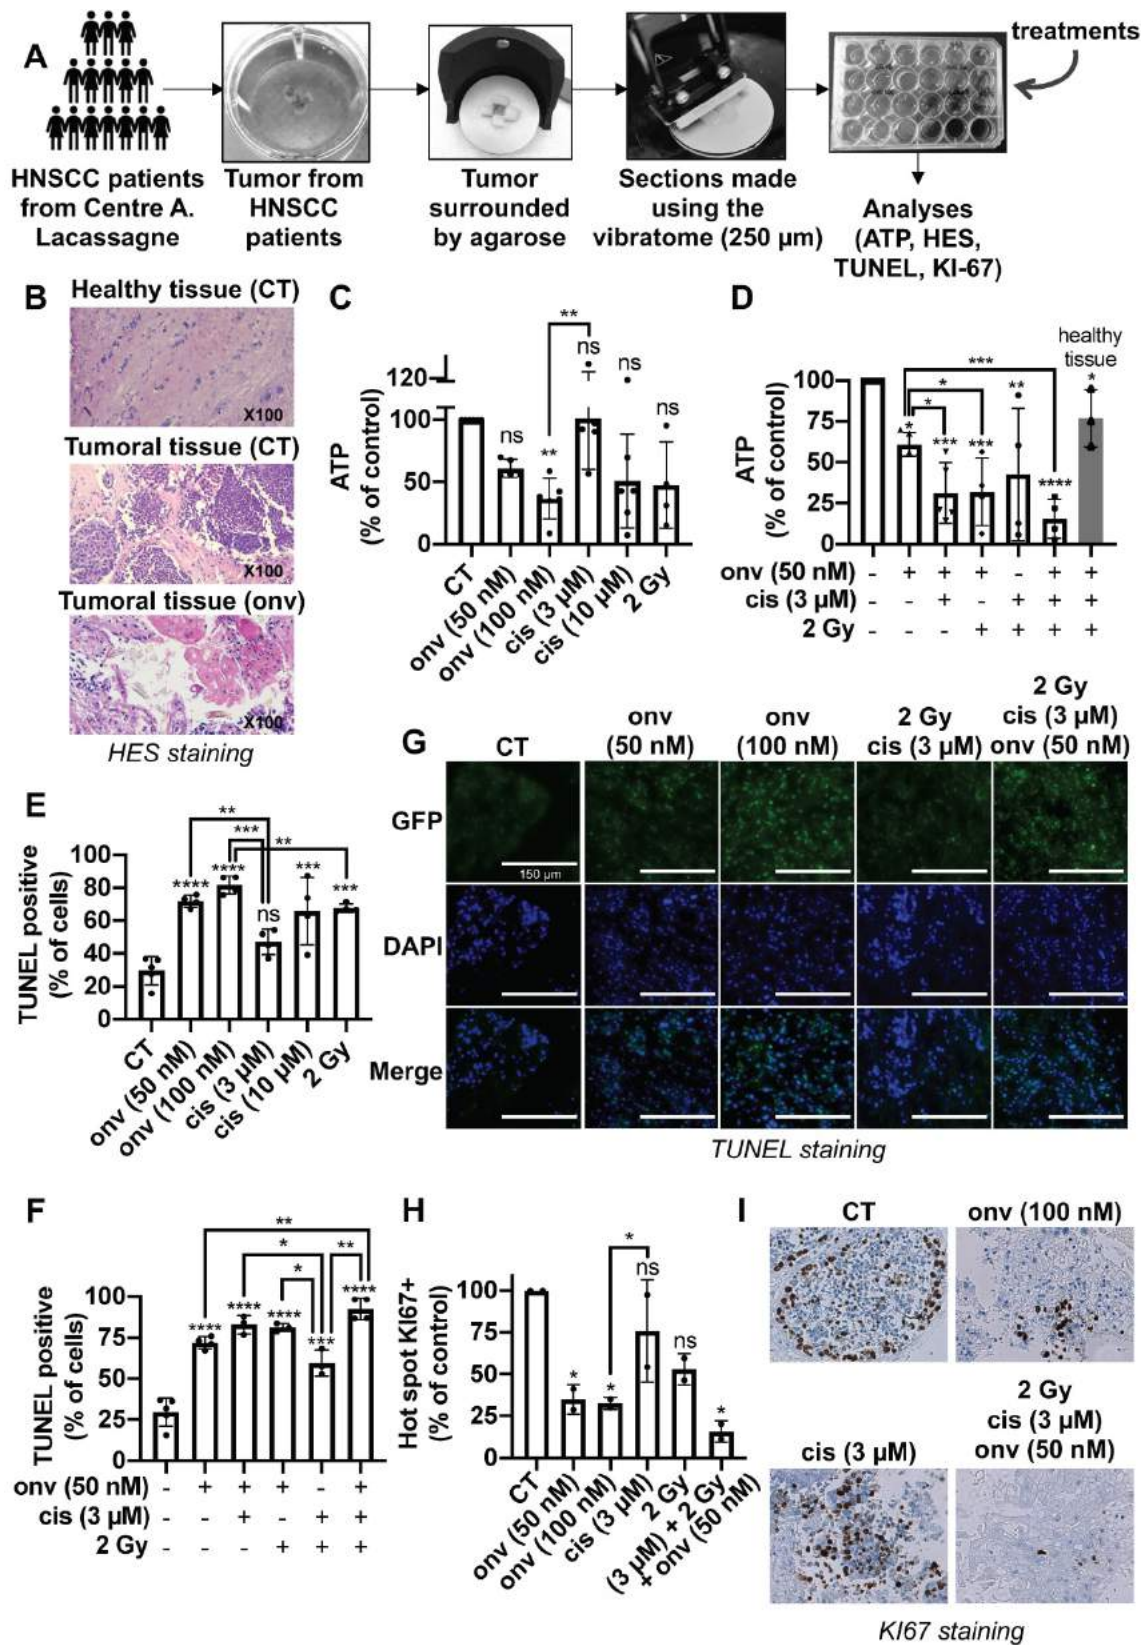 A
HNSCC patients
from Centre A.
Lacassagne
Tumor from
HNSCC
patients
Tumor
surrounded
by agarose
Sections made
using the
vibratome (250 µm)
treatments
Analyses
(ATP, HES,
TUNEL, KI-67)
B
Healthy tissue (CT)
X100
Tumoral tissue (CT)
X100
Tumoral tissue (onv)
X100
HES staining
C
ATP
(% of control)
120
100
50
0
ns
**
**
ns
ns
ns
CT
onv (50 nM)
onv (100 nM)
cis (3 µM)
cis (10 µM)
2 Gy
D
ATP
(% of control)
100
75
50
25
0
healthy
tissue
***
*
*
*
***
***
**
****
*
onv (50 nM) - + + + - + +
cis (3 µM) - - + - + + +
2 Gy - - - + + + +
E
TUNEL positive
(% of cells)
100
80
60
40
20
0
**
***
**
****
****
ns
***
***
CT
onv (50 nM)
onv (100 nM)
cis (3 µM)
cis (10 µM)
2 Gy
G
CT
onv
(50 nM)
onv
(100 nM)
2 Gy
cis (3 µM)
2 Gy
cis (3 µM)
onv (50 nM)
GFP
150 µm
DAPI
Merge
TUNEL staining
F
TUNEL positive
(% of cells)
100
75
50
25
0
**
*
**
*
****
****
****
***
****
onv (50 nM) - + + + - +
cis (3 µM) - - + - + +
2 Gy - - - + + +
H
Hot spot KI67+
(% of control)
100
75
50
25
0
*
*
*
ns
ns
*
CT
onv (50 nM)
onv (100 nM)
cis (3 µM)
2 Gy
(3 µM) + 2 Gy
+ onv (50 nM)
I
CT
onv (100 nM)
cis (3 µM)
2 Gy
cis (3 µM)
onv (50 nM)
KI67 staining